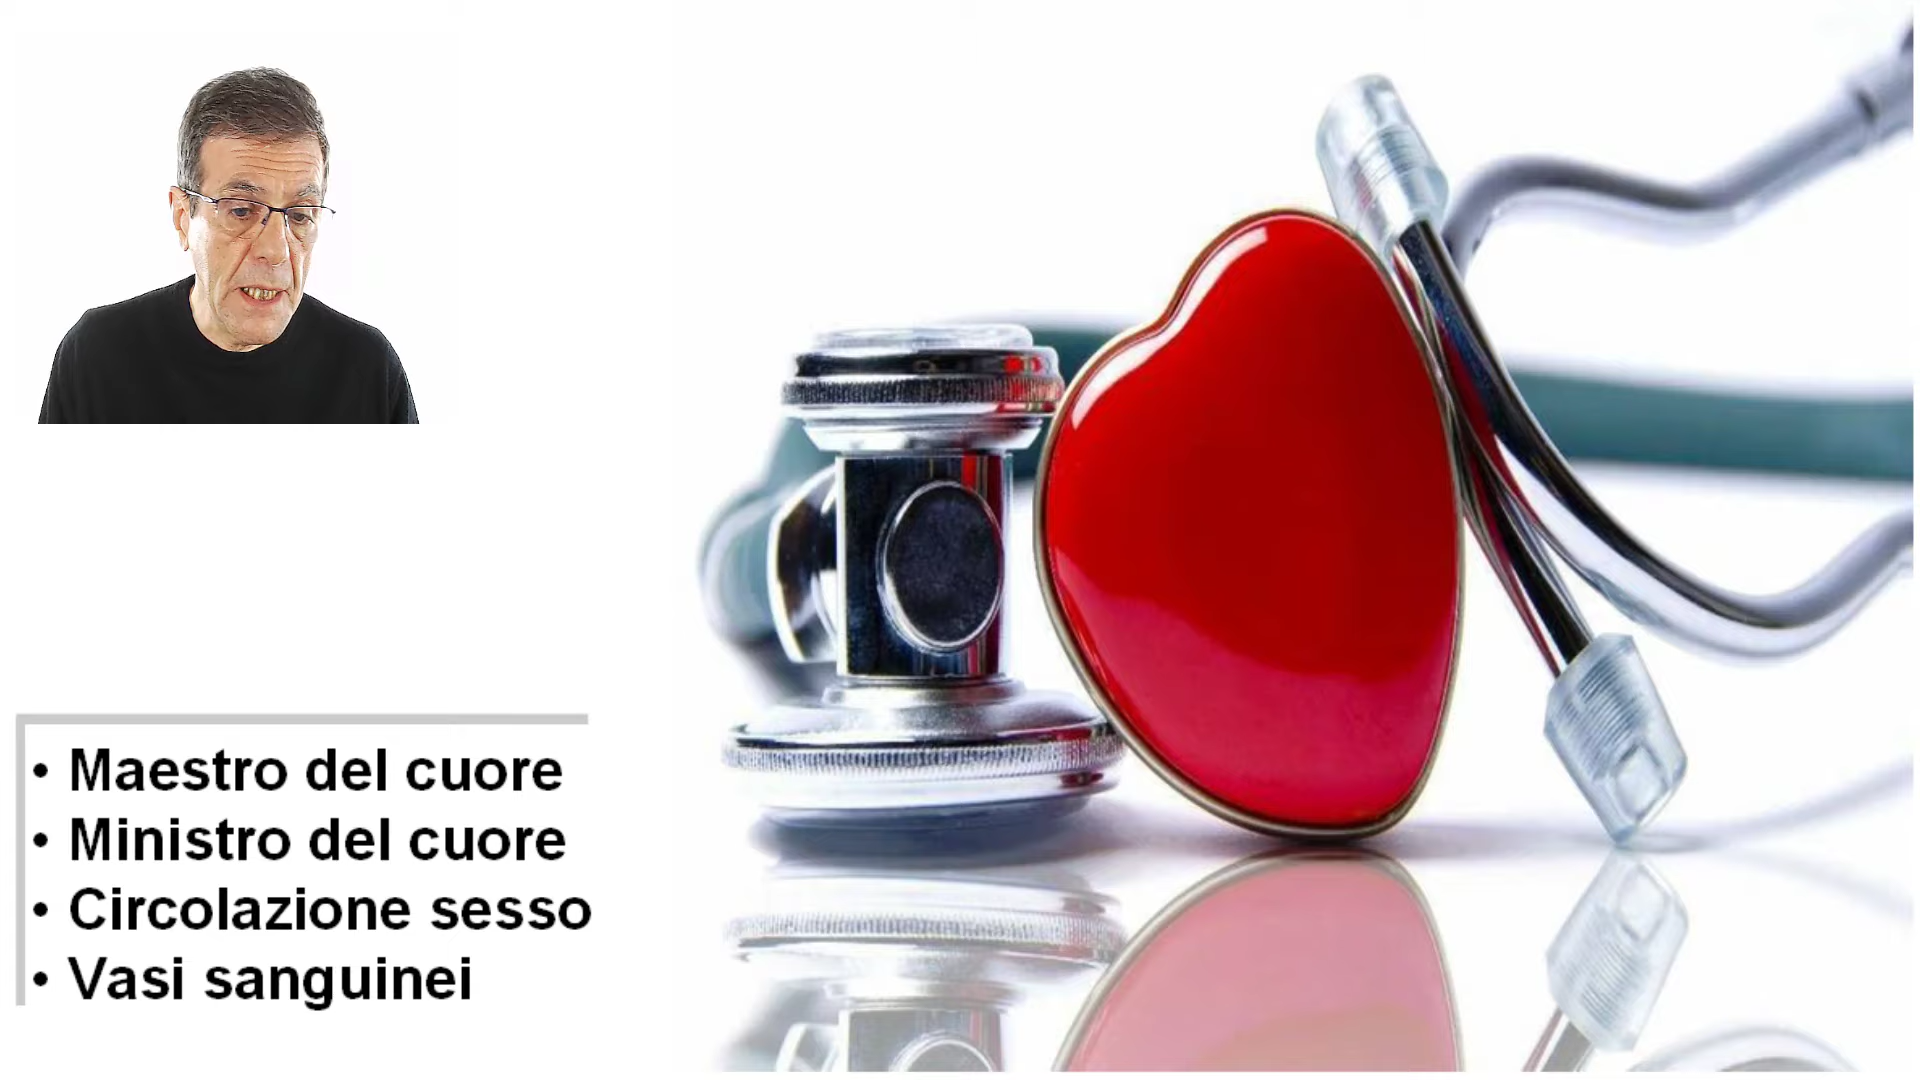 • Maestro del cuore
• Ministro del cuore
• Circolazione sesso
• Vasi sanguinei